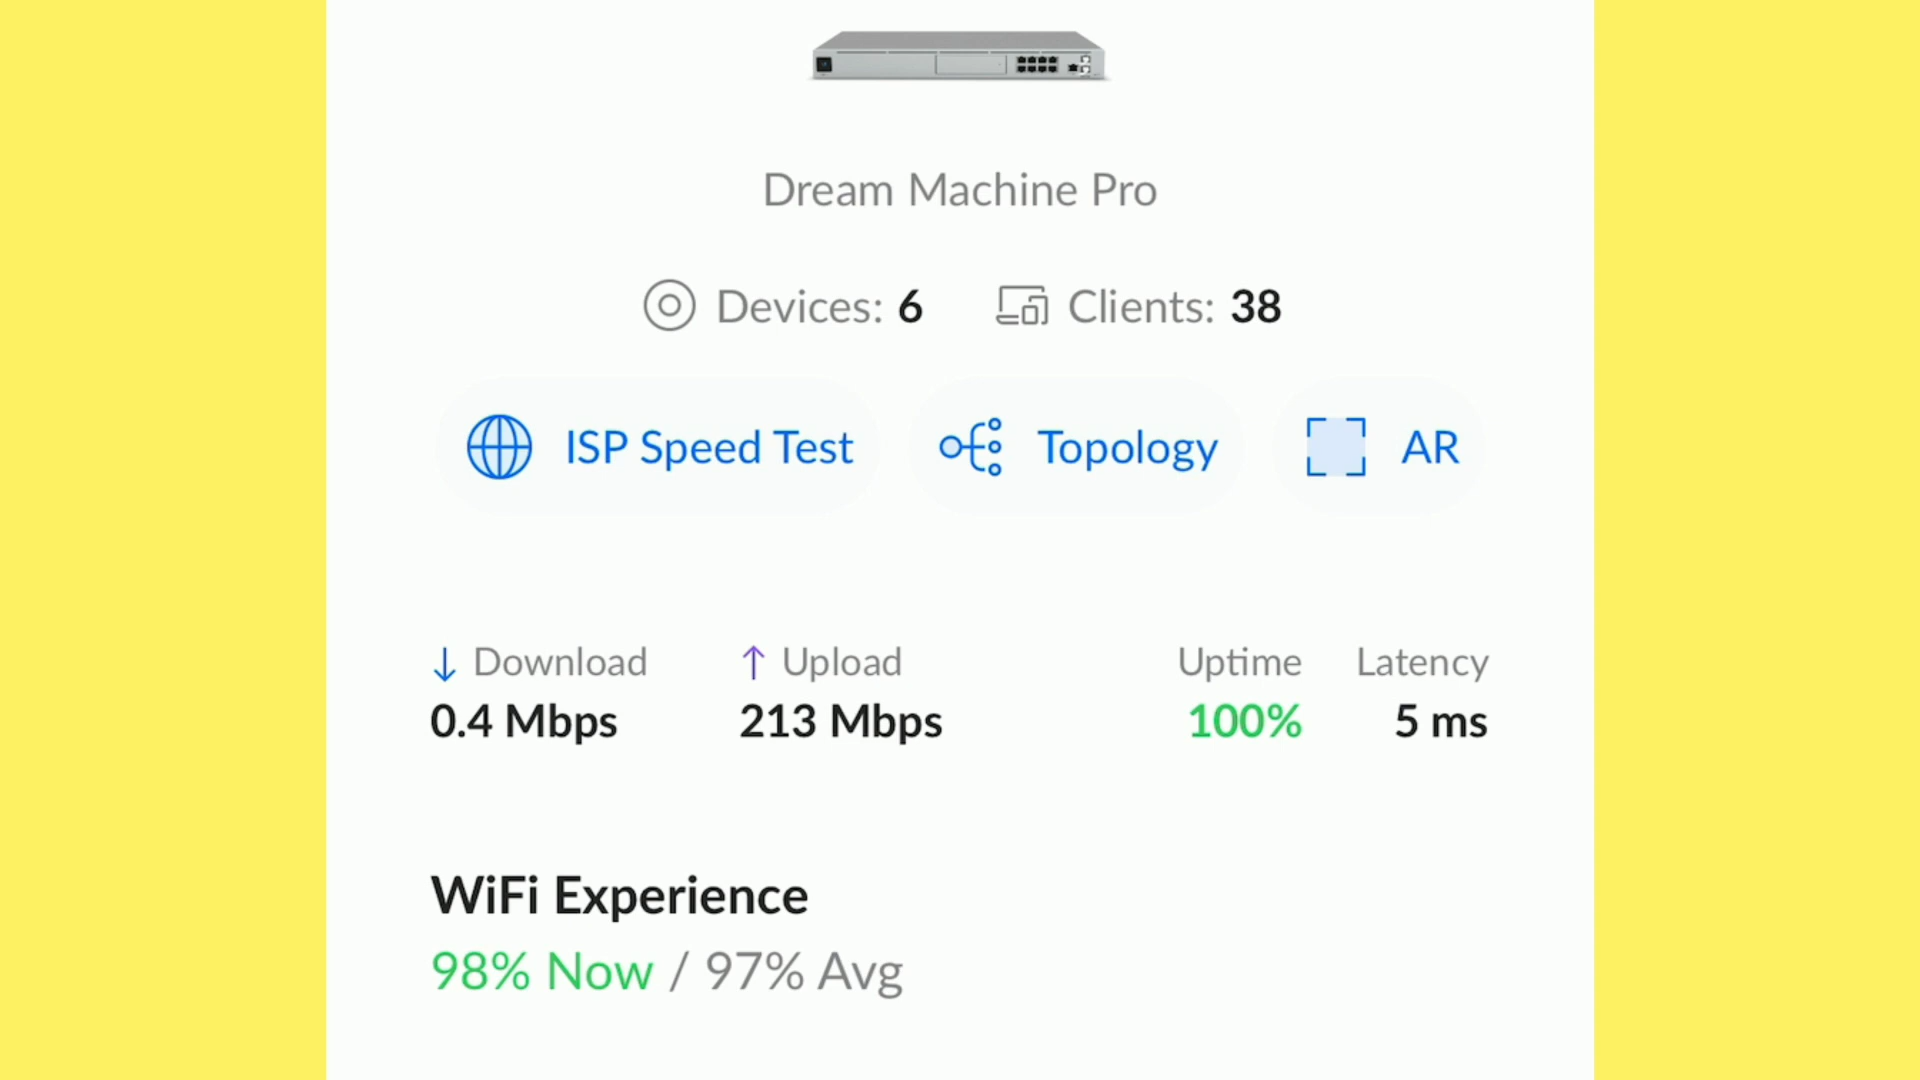 Dream Machine Pro
Devices: 6 Clients: 38
ISP Speed Test Topology AR
↓ Download ↑ Upload Uptime Latency
0.4 Mbps 213 Mbps 100% 5 ms
WiFi Experience
98% Now / 97% Avg